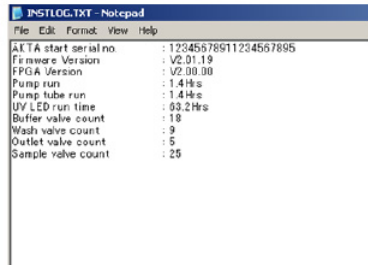 INSTLOG.TXT - Notepad
File Edit Format View Help
ÄKTA start serial no. : 12345678911234567895
Firmware Version : V2.01.19
FPGA Version : V2.00.00
Pump run : 1.4Hrs
Pump tube run : 1.4Hrs
UV LED run time : 63.2Hrs
Buffer valve count : 18
Wash valve count : 9
Outlet valve count : 5
Sample valve count : 25